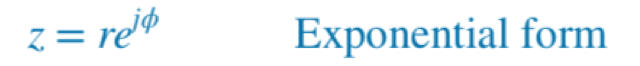 z = re^{jϕ} Exponential form